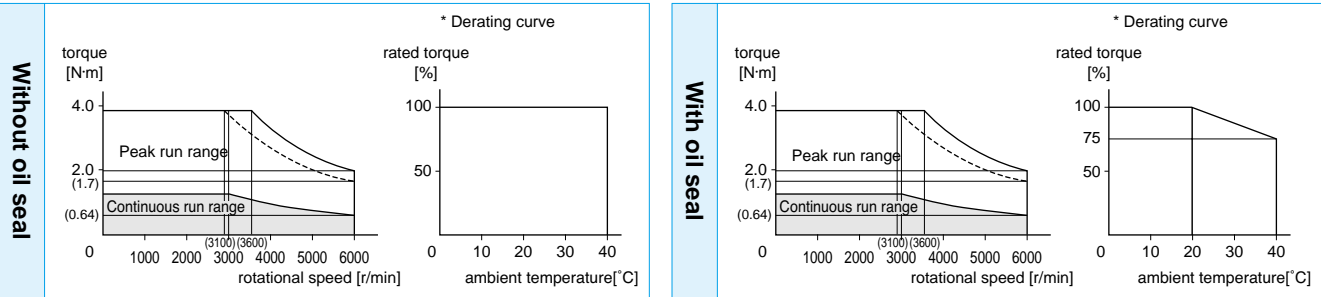 Without oil seal
* Derating curve
torque
[N·m]
rated torque
[%]
4.0
100
Peak run range
2.0
50
(1.7)
Continuous run range
(0.64)
(3100) (3600)
0
1000 2000 3000 4000 5000 6000
0
10 20 30 40
rotational speed [r/min]
ambient temperature[˚C]
With oil seal
* Derating curve
torque
[N·m]
rated torque
[%]
4.0
100
75
Peak run range
2.0
50
(1.7)
Continuous run range
(0.64)
(3100) (3600)
0
1000 2000 3000 4000 5000 6000
0
10 20 30 40
rotational speed [r/min]
ambient temperature[˚C]